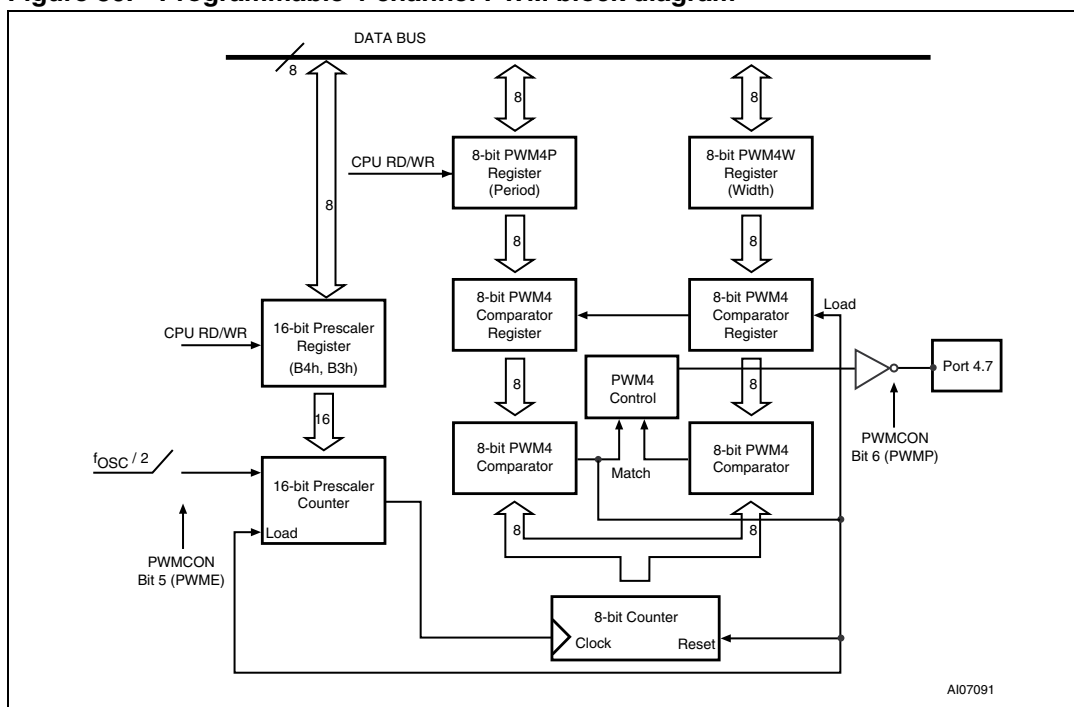 Figure Programmable PWM block diagram
DATA BUS
8
8
8
CPU RD/WR
8-bit PWM4P
Register
(Period)
8-bit PWM4W
Register
(Width)
8
8
8
CPU RD/WR
16-bit Prescaler
Register
(B4h, B3h)
8-bit PWM4
Comparator
Register
8-bit PWM4
Comparator
Register
Load
16
8
PWM4
Control
8
Port 4.7
PWMCON
Bit 6 (PWMP)
fOSC / 2
16-bit Prescaler
Counter
Load
8-bit PWM4
Comparator
Match
8-bit PWM4
Comparator
8
8
PWMCON
Bit 5 (PWME)
8-bit Counter
Clock
Reset
AI07091